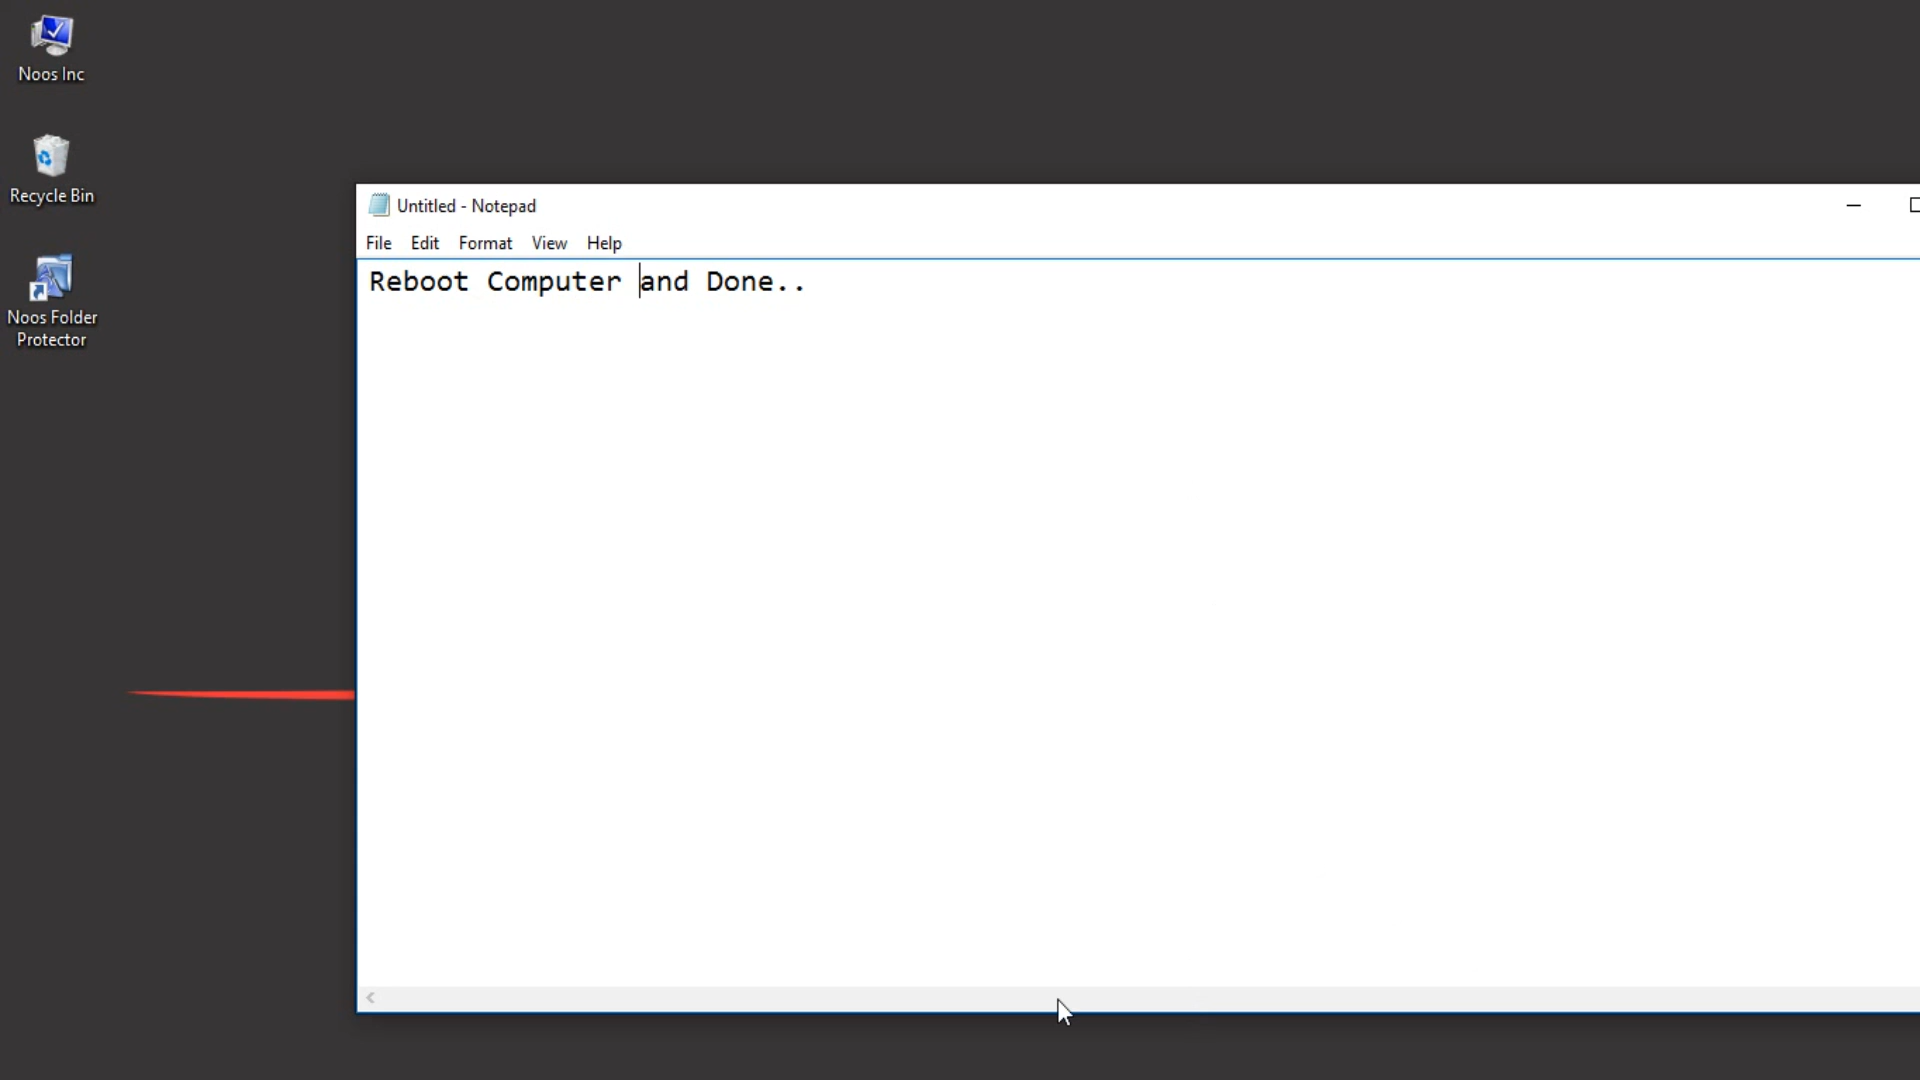 Noos Inc
Recycle Bin
Noos Folder
Protector
Untitled - Notepad
File Edit Format View Help
Reboot Computer and Done..